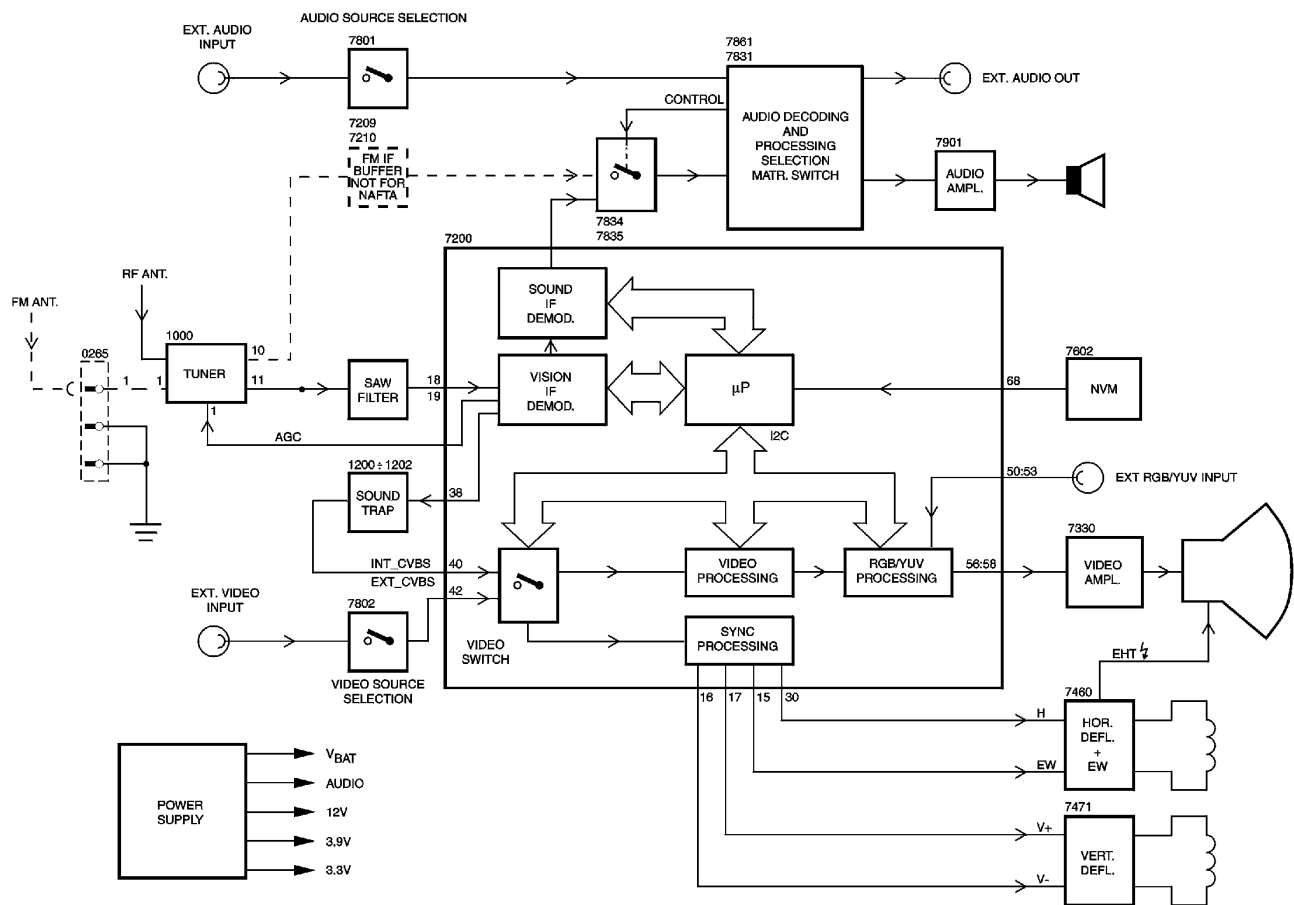 AUDIO SOURCE SELECTION
EXT. AUDIO
INPUT
7801
7861
7831
EXT. AUDIO OUT
CONTROL
AUDIO DECODING
AND
PROCESSING
SELECTION
MATR. SWITCH
7209
7210
FM IF
BUFFER
NOT FOR
NAFTA
7901
AUDIO
AMPL.
7834
7835
7200
RF ANT.
FM ANT.
SOUND
IF
DEMOD.
0265
1000
TUNER
10
11
1
1
1
SAW
FILTER
18
19
VISION
IF
DEMOD.
µP
I2C
68
7602
NVM
AGC
1200÷1202
SOUND
TRAP
38
50:53
EXT RGB/YUV INPUT
INT_CVBS
40
EXT_CVBS
42
VIDEO
PROCESSING
RGB/YUV
PROCESSING
56:58
7330
VIDEO
AMPL.
EXT. VIDEO
INPUT
7802
VIDEO
SWITCH
SYNC
PROCESSING
VIDEO SOURCE
SELECTION
EHT
16
17
15
30
7460
H
EW
HOR.
DEFL.
+
EW
7471
V+
V-
VERT.
DEFL.
POWER
SUPPLY
VBAT
AUDIO
12V
3.9V
3.3V